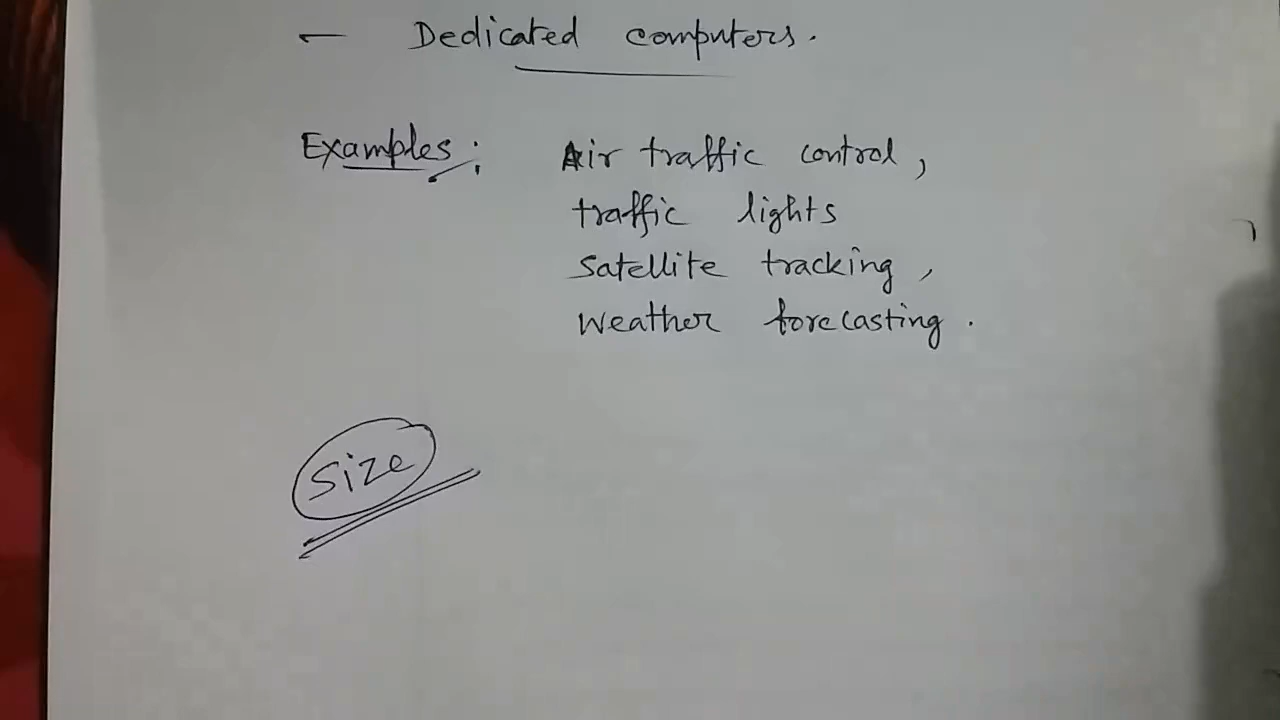 – Dedicated computers.
Examples: Air traffic control,
traffic lights
Satellite tracking,
Weather forecasting.
Size